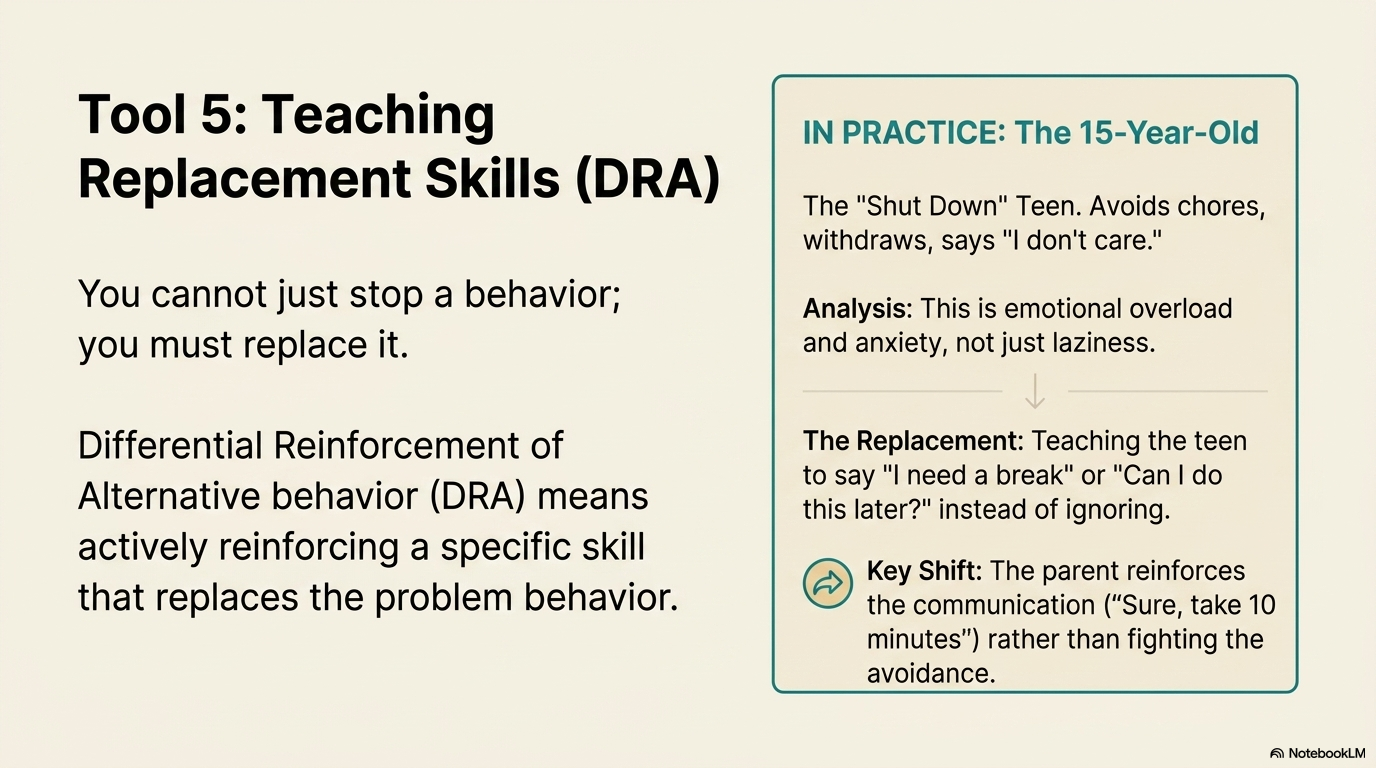 Tool 5: Teaching
Replacement Skills (DRA)
You cannot just stop a behavior;
you must replace it.
Differential Reinforcement of
Alternative behavior (DRA) means
actively reinforcing a specific skill
that replaces the problem behavior.
IN PRACTICE: The 15-Year-Old
The "Shut Down" Teen. Avoids chores,
withdraws, says "I don't care."
Analysis: This is emotional overload
and anxiety, not just laziness.
The Replacement: Teaching the teen
to say "I need a break" or "Can I do
this later?" instead of ignoring.
Key Shift: The parent reinforces
the communication (“Sure, take 10
minutes”) rather than fighting the
avoidance.
NotebookLM